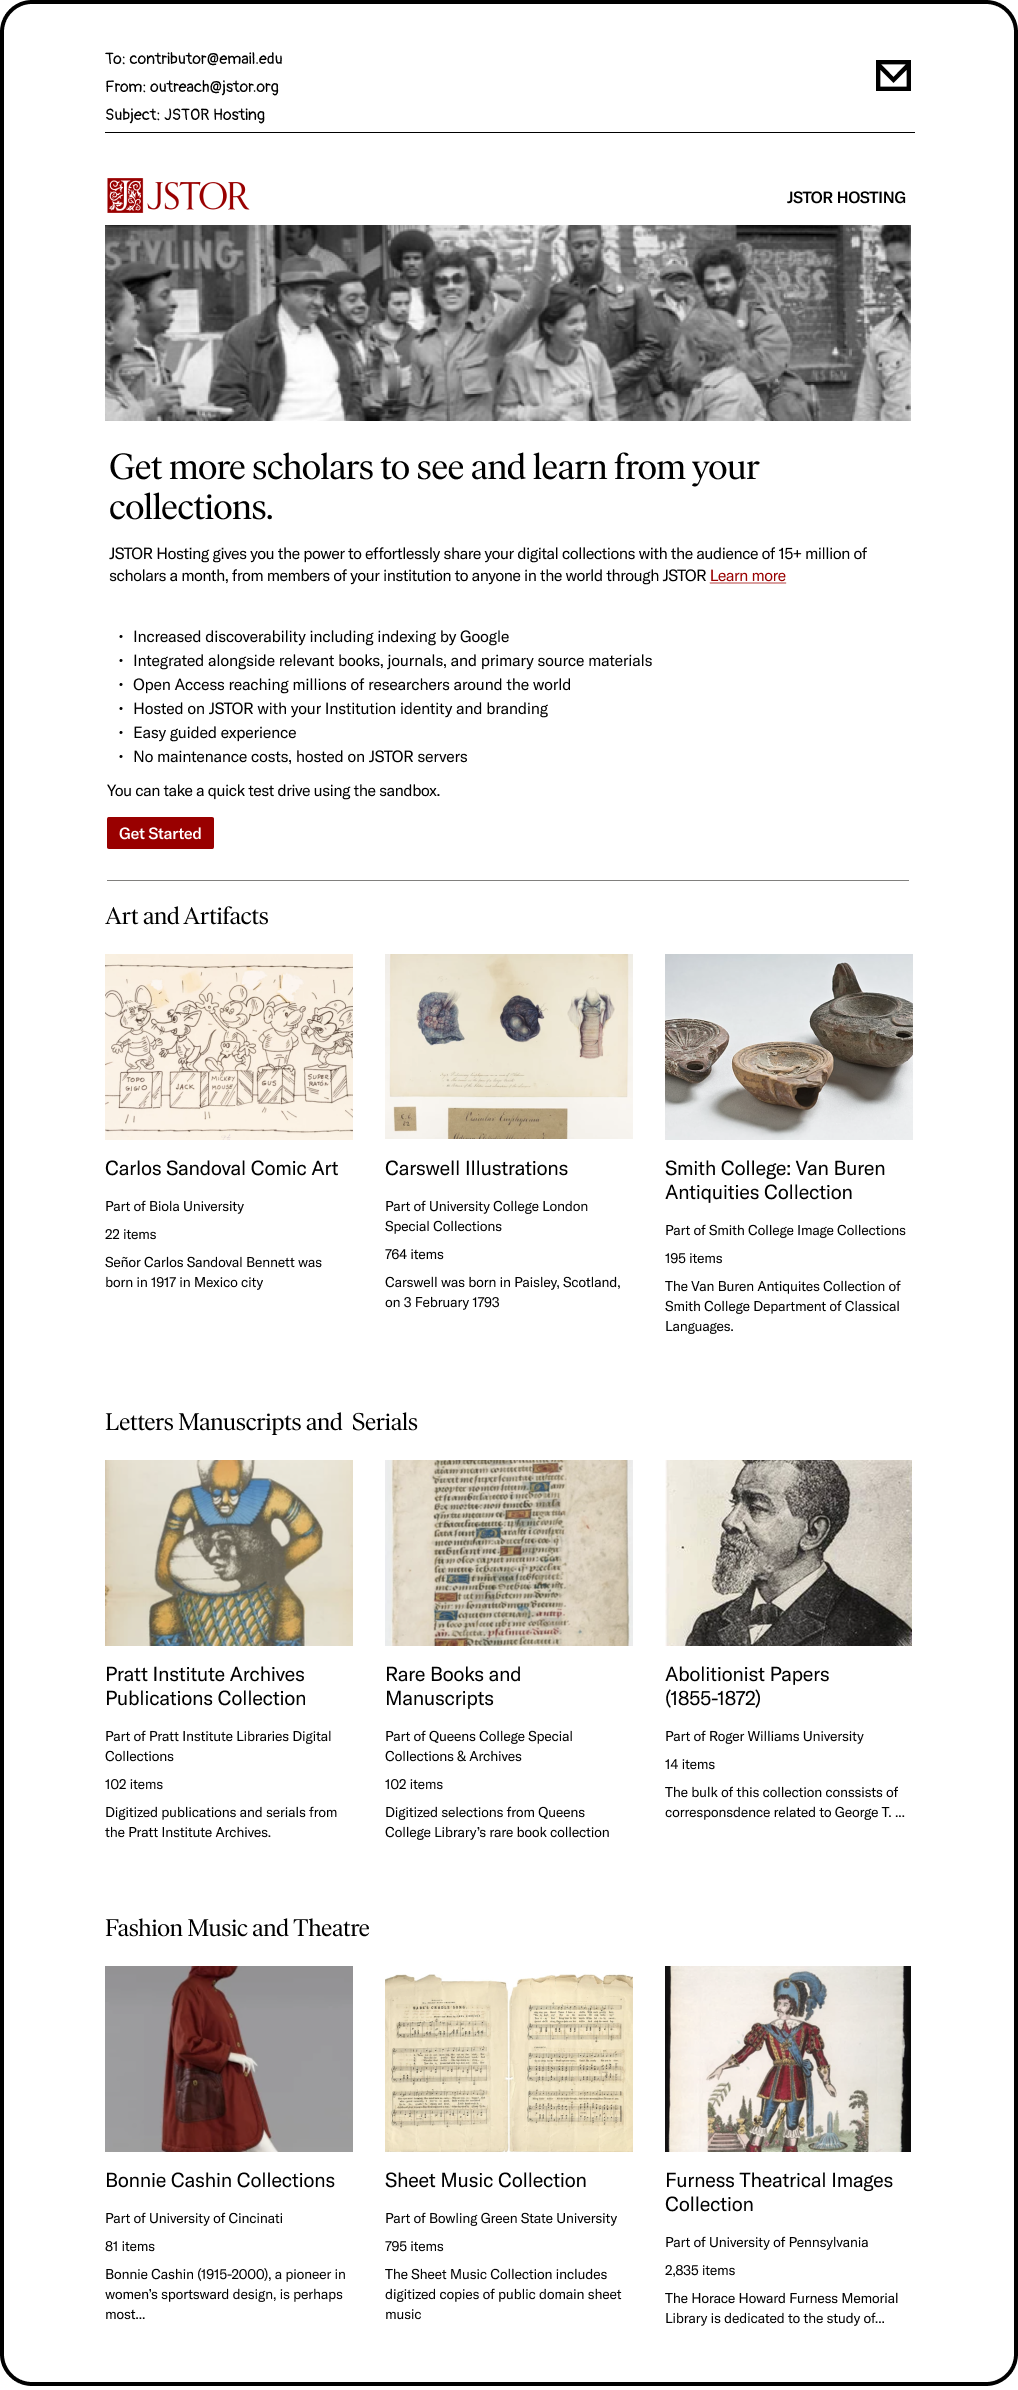 To: contributor@email.edu
From: outreach@jstor.org
Subject: JSTOR Hosting
JSTOR
JSTOR HOSTING
STYLING
Get more scholars to see and learn from your
collections.
JSTOR Hosting gives you the power to effortlessly share your digital collections with the audience of 15+ million of
scholars a month, from members of your institution to anyone in the world through JSTOR Learn more
• Increased discoverability including indexing by Google
• Integrated alongside relevant books, journals, and primary source materials
• Open Access reaching millions of researchers around the world
• Hosted on JSTOR with your Institution identity and branding
• Easy guided experience
• No maintenance costs, hosted on JSTOR servers
You can take a quick test drive using the sandbox.
Get Started
Art and Artifacts
TOPO GIGIO
JACK
MICKEY MOUSE
GUS
SUPER RATON
Carlos Sandoval Comic Art
Part of Biola University
22 items
Señor Carlos Sandoval Bennett was
born in 1917 in Mexico city
Carswell Illustrations
Part of University College London
Special Collections
764 items
Carswell was born in Paisley, Scotland,
on 3 February 1793
Smith College: Van Buren
Antiquities Collection
Part of Smith College Image Collections
195 items
The Van Buren Antiquites Collection of
Smith College Department of Classical
Languages.
Letters Manuscripts and  Serials
Pratt Institute Archives
Publications Collection
Part of Pratt Institute Libraries Digital
Collections
102 items
Digitized publications and serials from
the Pratt Institute Archives.
Rare Books and
Manuscripts
Part of Queens College Special
Collections & Archives
102 items
Digitized selections from Queens
College Library’s rare book collection
Abolitionist Papers
(1855-1872)
Part of Roger Williams University
14 items
The bulk of this collection conssists of
corresponsdence related to George T. ...
Fashion Music and Theatre
Bonnie Cashin Collections
Part of University of Cincinati
81 items
Bonnie Cashin (1915-2000), a pioneer in
women’s sportsward design, is perhaps
most...
Sheet Music Collection
Part of Bowling Green State University
795 items
The Sheet Music Collection includes
digitized copies of public domain sheet
music
Furness Theatrical Images
Collection
Part of University of Pennsylvania
2,835 items
The Horace Howard Furness Memorial
Library is dedicated to the study of...